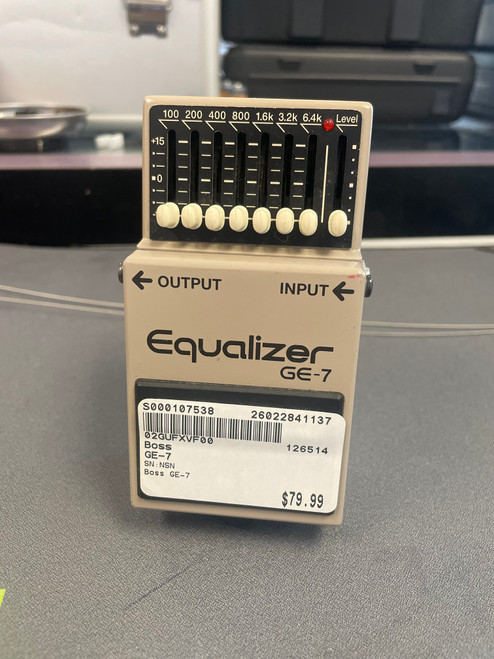 100 200 400 800 1.6k 3.2k 6.4k Level
+15
0
← OUTPUT INPUT ←
Equalizer
GE-7
S000107538 26022841137
02GUFXVF00
Boss 126514
GE-7
SN:NSN
Boss GE-7
$79.99